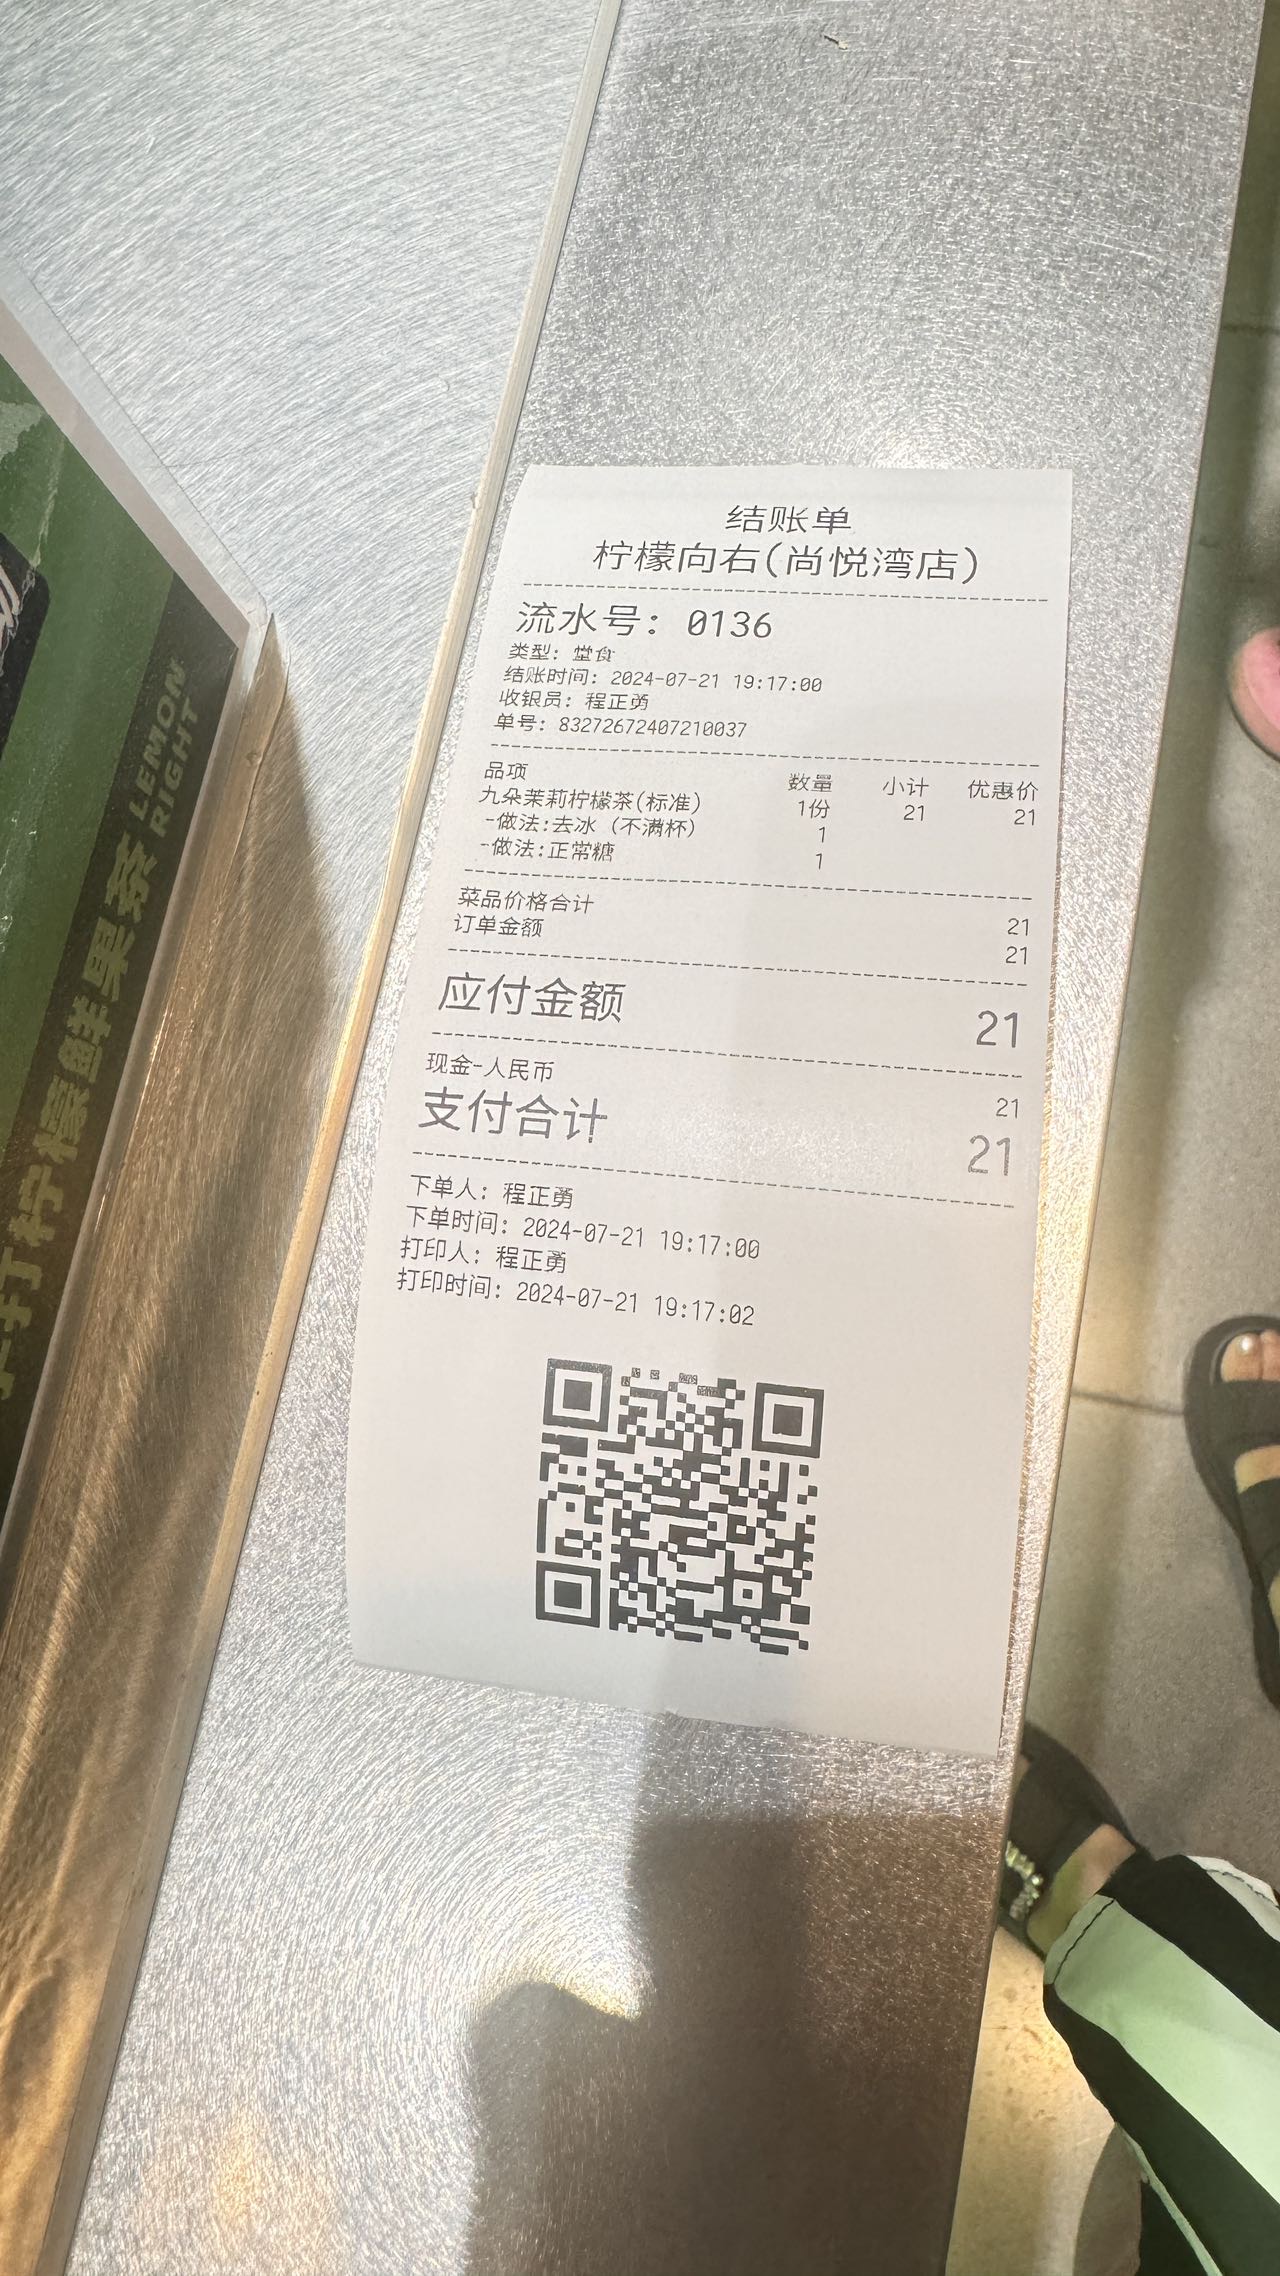 结账单
柠檬向右(尚悦湾店)
流水号: 0136
类型: 堂食
结账时间: 2024-07-21 19:17:00
收银员: 程正勇
单号: 83272672407210037
品项 数量 小计 优惠价
九朵茉莉柠檬茶(标准) 1份 21 21
-做法:去冰 (不满杯) 1
-做法:正常糖 1
菜品价格合计 21
订单金额 21
应付金额 21
现金-人民币 21
支付合计 21
下单人: 程正勇
下单时间: 2024-07-21 19:17:00
打印人: 程正勇
打印时间: 2024-07-21 19:17:02
打柠檬鲜果茶
LEMON
RIGHT